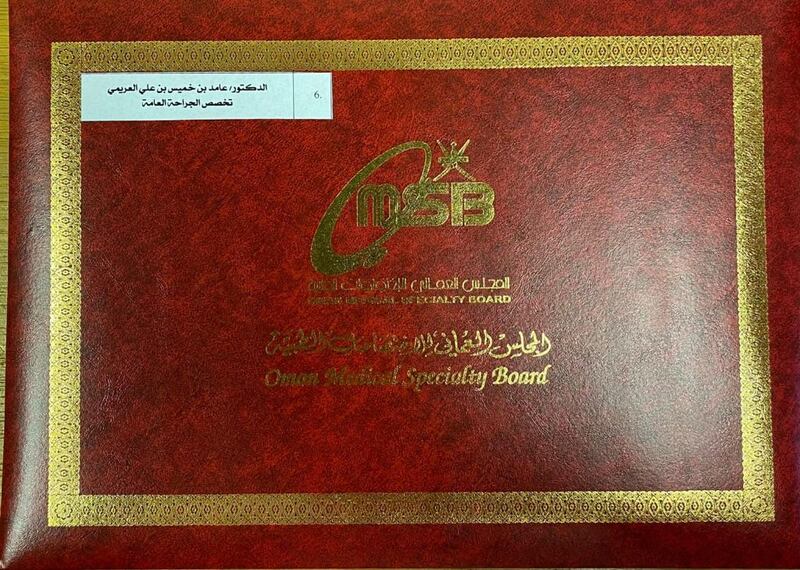 الدكتور/ عامد بن خميس بن علي العريمي
تخصص الجراحة العامة
6.
OMSB
المجلس العماني للإختصاصات الطبية
OMAN MEDICAL SPECIALTY BOARD
المجلس العماني للاختصاصات الطبية
Oman Medical Specialty Board